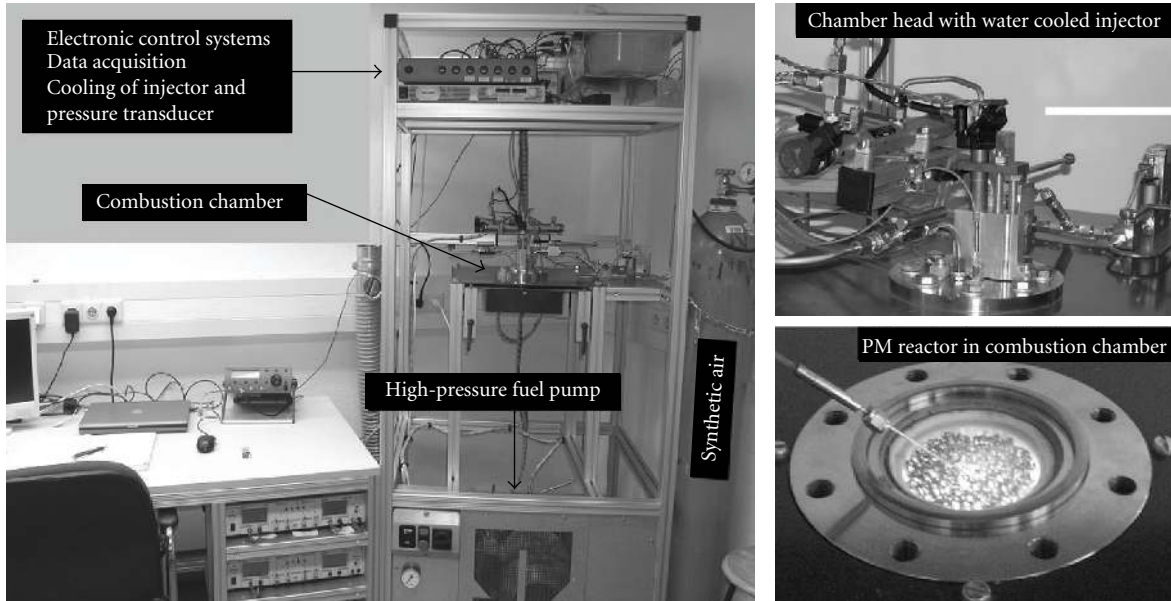 Electronic control systems
Data acquisition
Cooling of injector and
pressure transducer
Combustion chamber
High-pressure fuel pump
Synthetic air
Chamber head with water cooled injector
PM reactor in combustion chamber